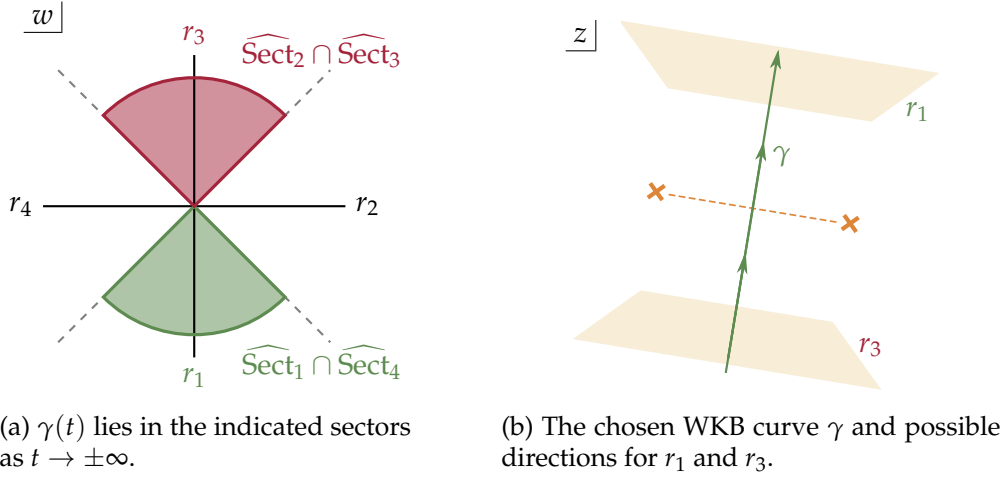 w
r₃
Sect₂ ∩ Sect₃
r₄
r₂
r₁
Sect₁ ∩ Sect₄
z
r₁
γ
r₃
(a) γ(t) lies in the indicated sectors
as t → ±∞.
(b) The chosen WKB curve γ and possible
directions for r₁ and r₃.